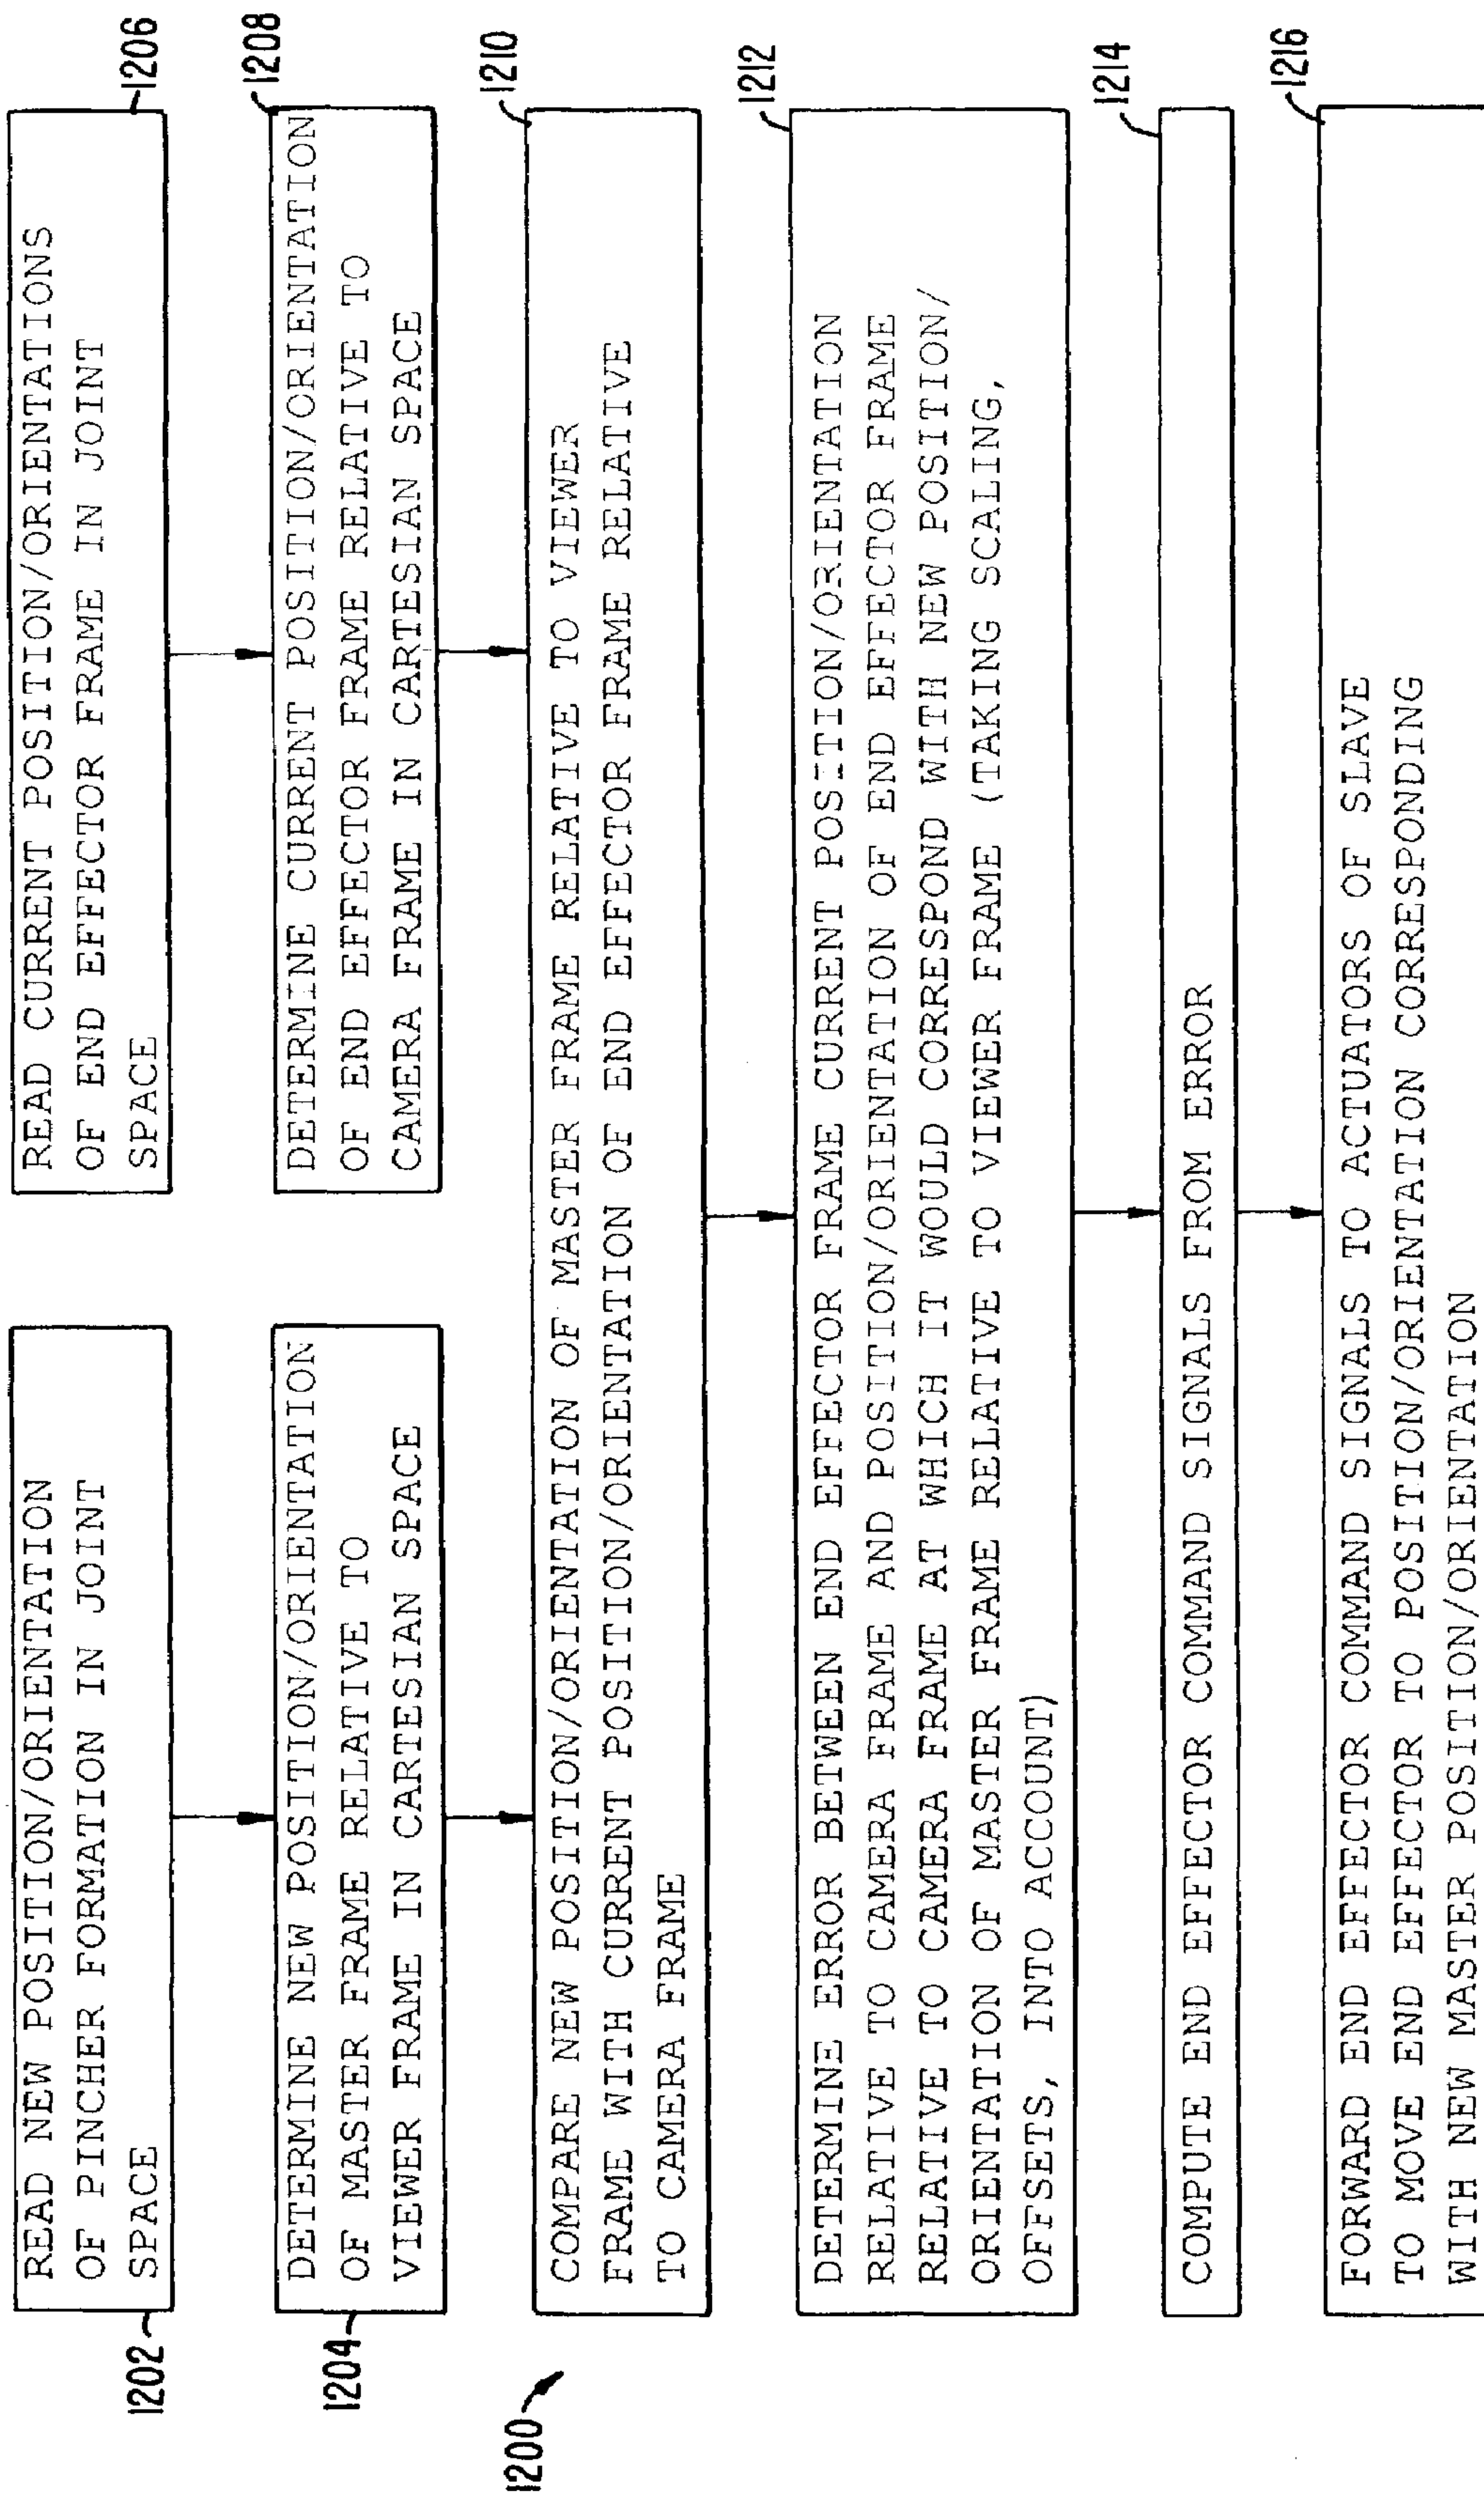 READ NEW POSITION/ORIENTATION
OF PINCHER FORMATION IN JOINT
SPACE
1202
READ CURRENT POSITION/ORIENTATIONS
OF END EFFECTOR FRAME IN JOINT
SPACE
1206
DETERMINE NEW POSITION/ORIENTATION
OF MASTER FRAME RELATIVE TO
VIEWER FRAME IN CARTESIAN SPACE
1204
DETERMINE CURRENT POSITION/ORIENTATION
OF END EFFECTOR FRAME RELATIVE TO
CAMERA FRAME IN CARTESIAN SPACE
1208
1200
COMPARE NEW POSITION/ORIENTATION OF MASTER FRAME RELATIVE TO VIEWER
FRAME WITH CURRENT POSITION/ORIENTATION OF END EFFECTOR FRAME RELATIVE
TO CAMERA FRAME
1210
DETERMINE ERROR BETWEEN END EFFECTOR FRAME CURRENT POSITION/ORIENTATION
RELATIVE TO CAMERA FRAME AND POSITION/ORIENTATION OF END EFFECTOR FRAME
RELATIVE TO CAMERA FRAME AT WHICH IT WOULD CORRESPOND WITH NEW POSITION/
ORIENTATION OF MASTER FRAME RELATIVE TO VIEWER FRAME (TAKING SCALING,
OFFSETS, INTO ACCOUNT)
1212
COMPUTE END EFFECTOR COMMAND SIGNALS FROM ERROR
1214
FORWARD END EFFECTOR COMMAND SIGNALS TO ACTUATORS OF SLAVE
TO MOVE END EFFECTOR TO POSITION/ORIENTATION CORRESPONDING
WITH NEW MASTER POSITION/ORIENTATION
1216